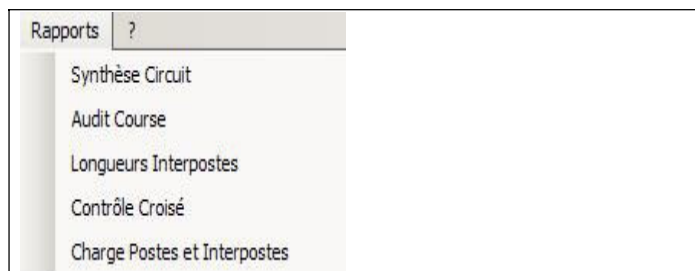 Rapports ?
Synthèse Circuit
Audit Course
Longueurs Interpostes
Contrôle Croisé
Charge Postes et Interpostes